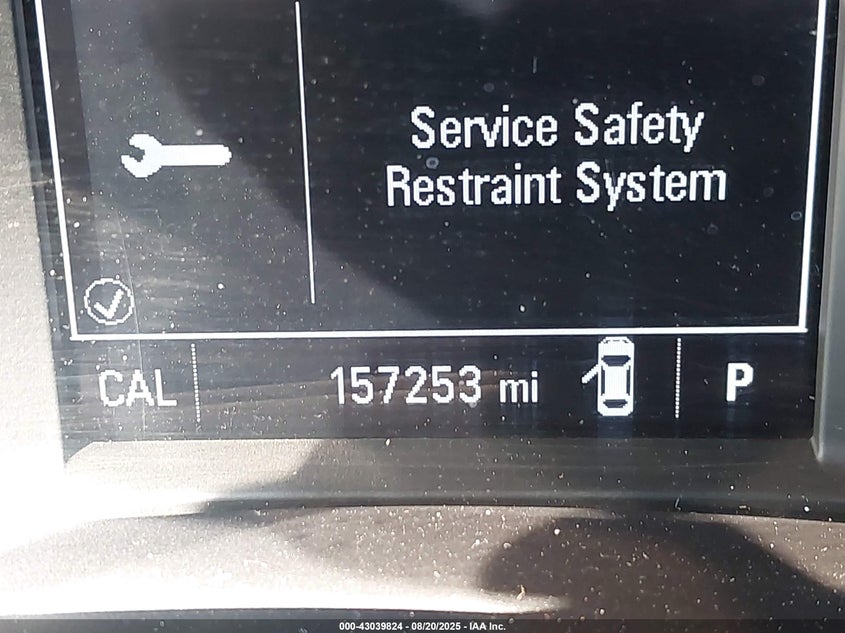 Service Safety
Restraint System
CAL 157253 mi P
000-43039824 - 08/20/2025 - IAA Inc.